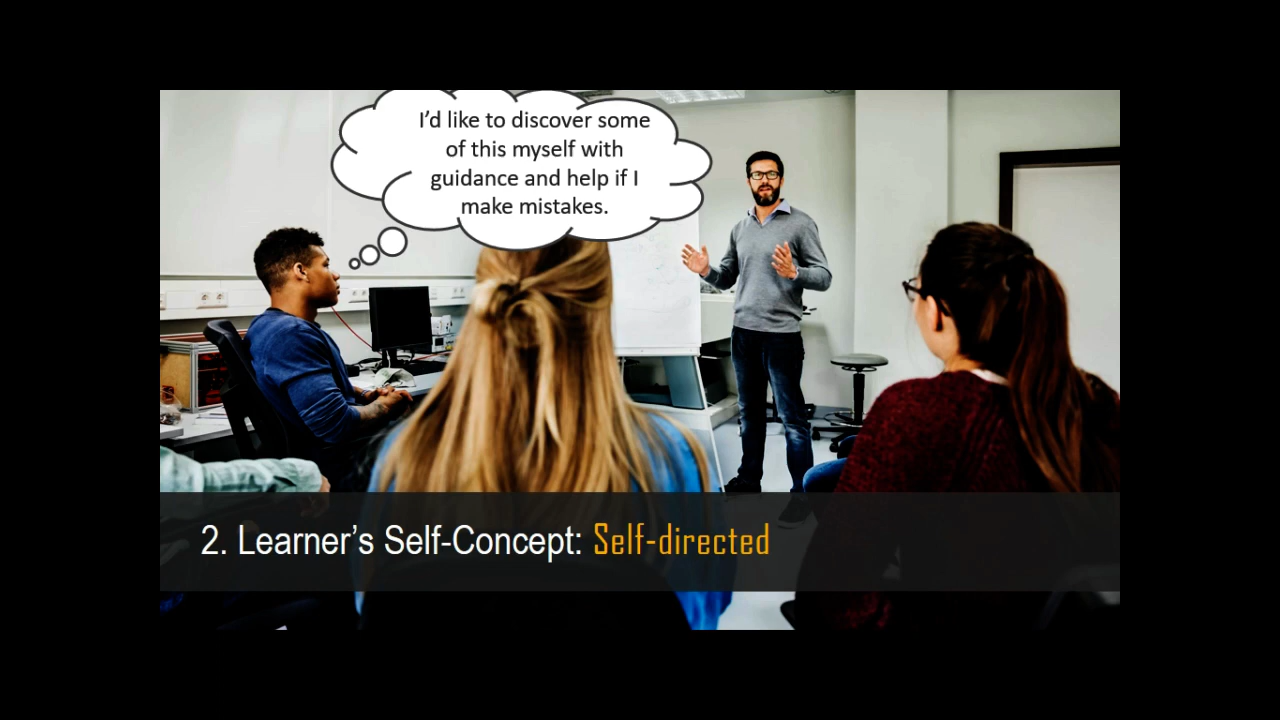 I’d like to discover some
of this myself with
guidance and help if I
make mistakes.
2. Learner’s Self-Concept: Self-directed